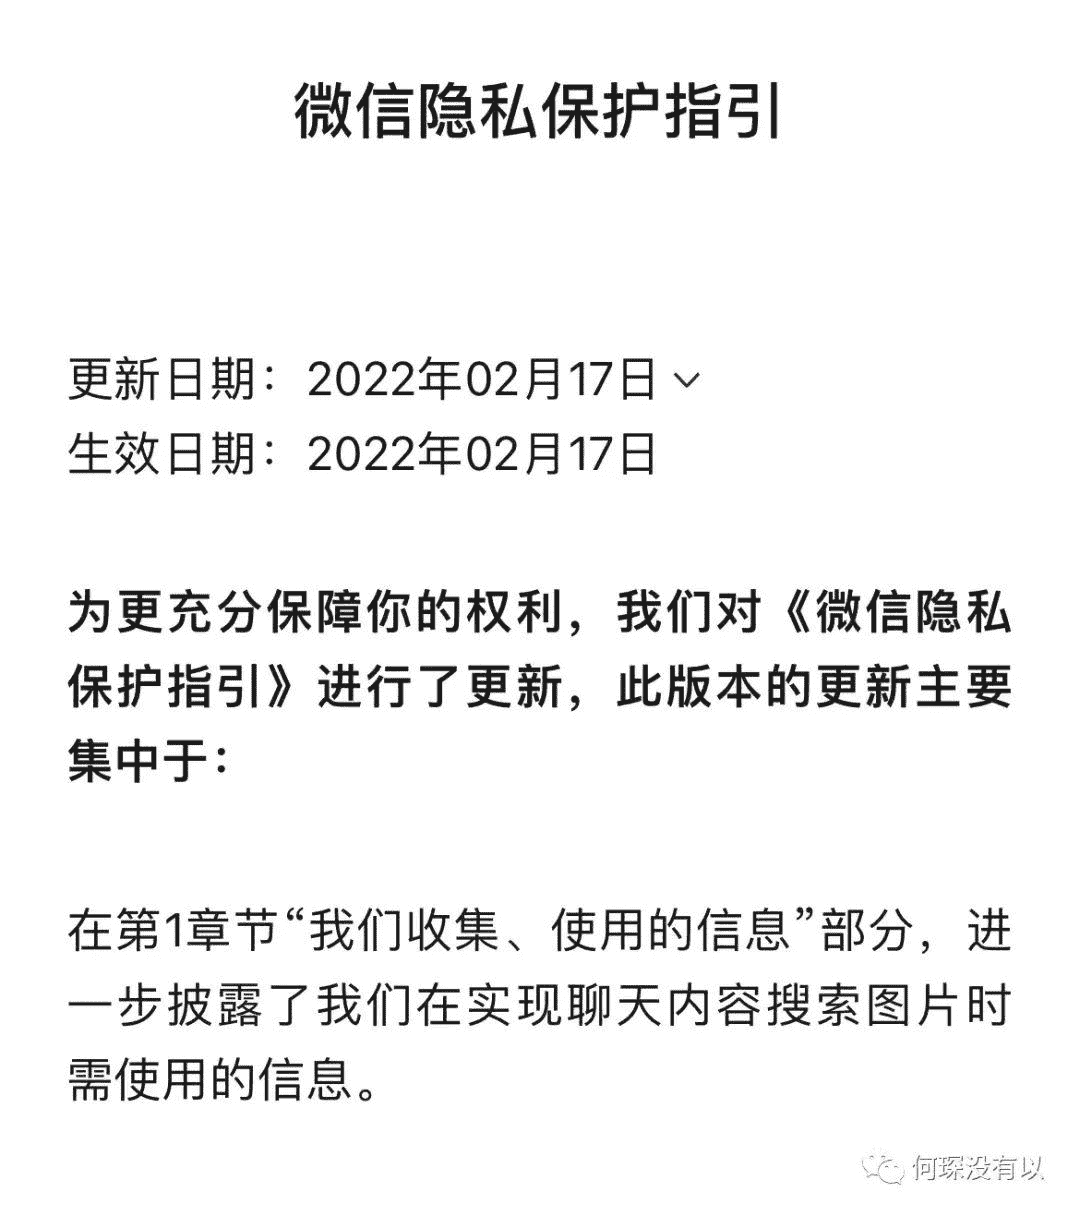 微信隐私保护指引
更新日期：2022年02月17日
生效日期：2022年02月17日
为更充分保障你的权利，我们对《微信隐私
保护指引》进行了更新，此版本的更新主要
集中于：
在第1章节“我们收集、使用的信息”部分，进
一步披露了我们在实现聊天内容搜索图片时
需使用的信息。
何琛没有以